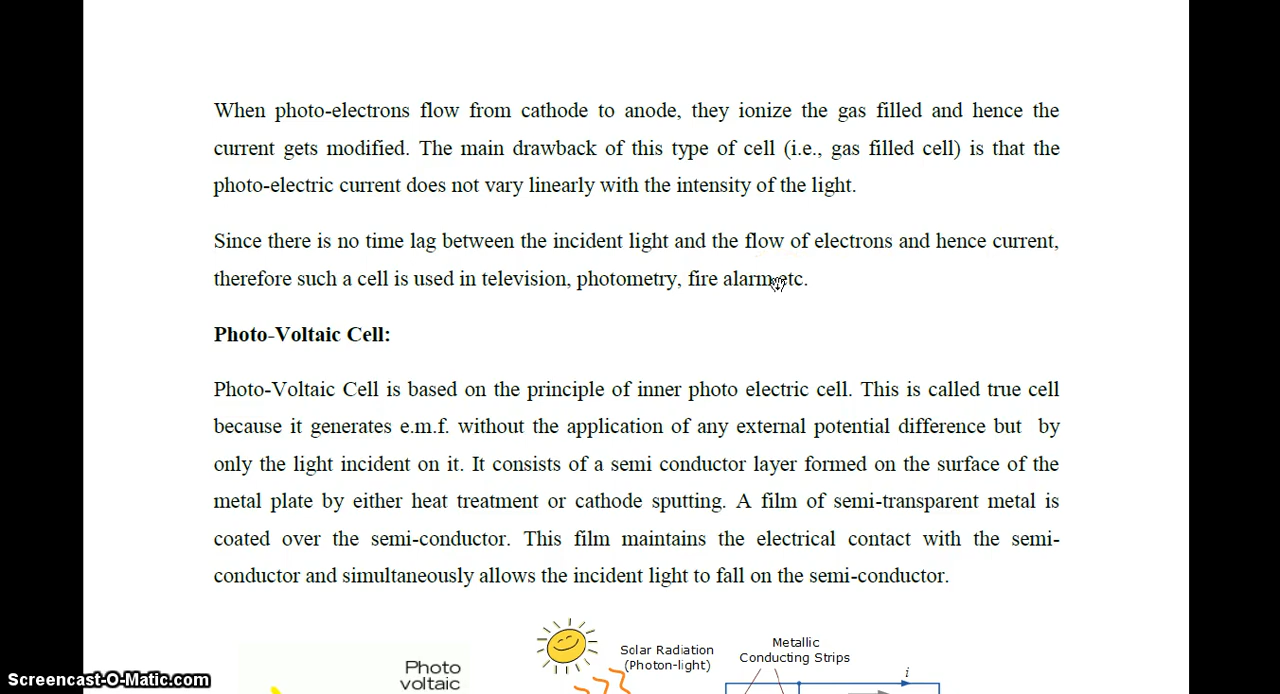 When photo-electrons flow from cathode to anode, they ionize the gas filled and hence the
current gets modified. The main drawback of this type of cell (i.e., gas filled cell) is that the
photo-electric current does not vary linearly with the intensity of the light.
Since there is no time lag between the incident light and the flow of electrons and hence current,
therefore such a cell is used in television, photometry, fire alarm etc.
Photo-Voltaic Cell:
Photo-Voltaic Cell is based on the principle of inner photo electric cell. This is called true cell
because it generates e.m.f. without the application of any external potential difference but by
only the light incident on it. It consists of a semi conductor layer formed on the surface of the
metal plate by either heat treatment or cathode sputting. A film of semi-transparent metal is
coated over the semi-conductor. This film maintains the electrical contact with the semi-
conductor and simultaneously allows the incident light to fall on the semi-conductor.
Photo
voltaic
Solar Radiation
(Photon-light)
Metallic
Conducting Strips
i
Screencast-O-Matic.com